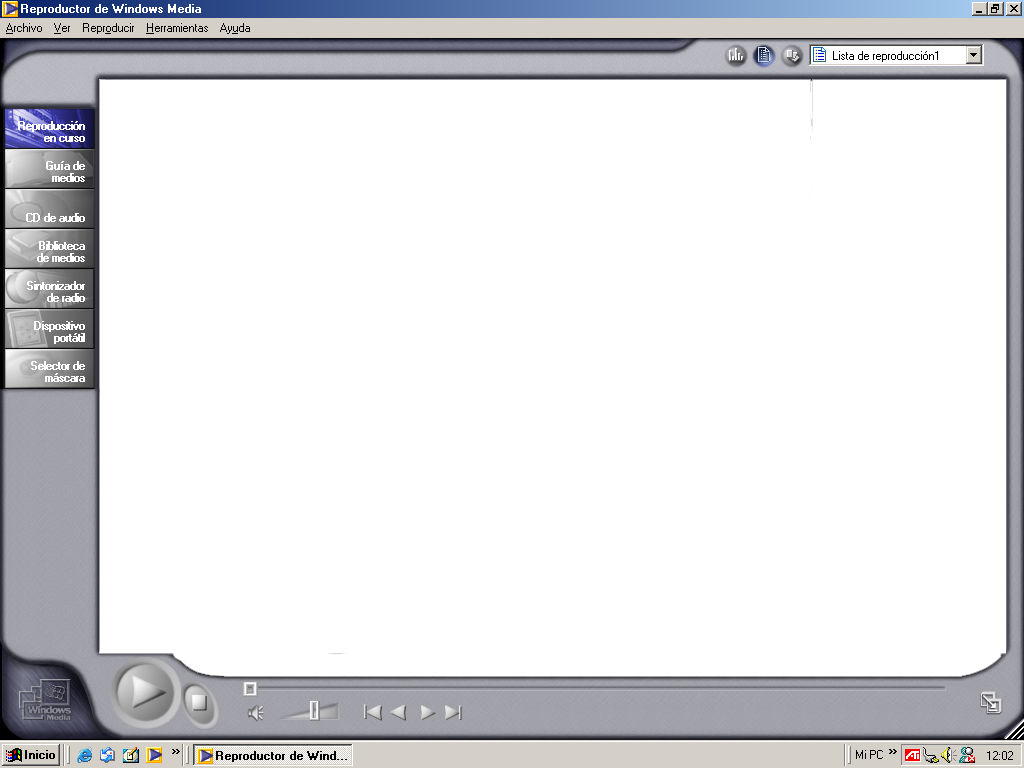 Reproductor de Windows Media
Archivo Ver Reproducir Herramientas Ayuda
Lista de reproducción1
Reproducción
en curso
Guía de
medios
CD de audio
Biblioteca
de medios
Sintonizador
de radio
Dispositivo
portátil
Selector de
máscara
Windows
Media
Inicio
Reproductor de Wind...
Mi PC
ATI
12:02